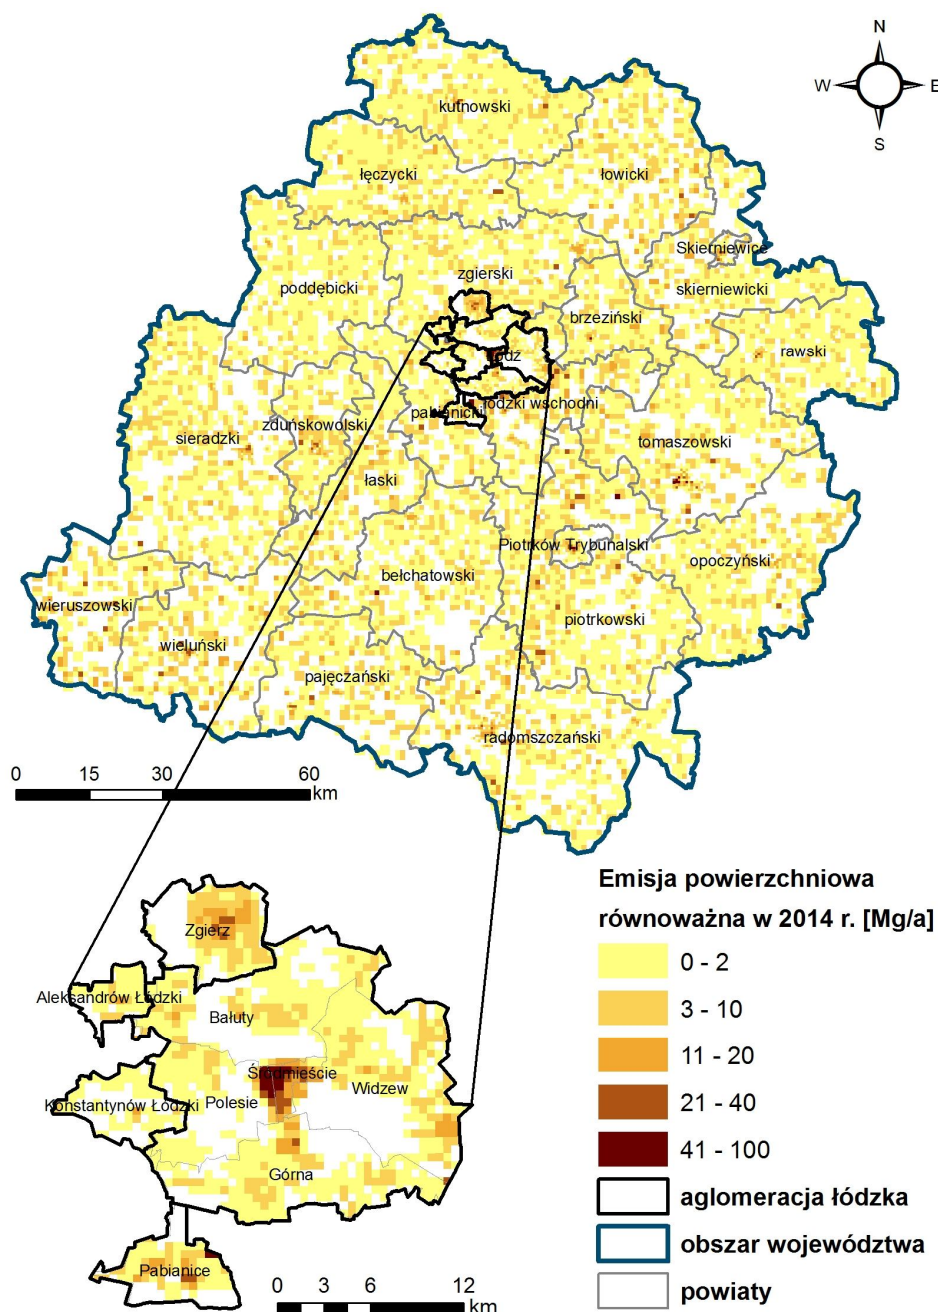 N
W E
S
kutnowski
łęczycki
łowicki
Skierniewice
zgierski
poddębicki
skierniewicki
brzeziński
rawski
Łódź
pabianicki
łódzki wschodni
zduńskowolski
sieradzki
tomaszowski
łaski
Piotrków Trybunalski
opoczyński
bełchatowski
wieruszowski
piotrkowski
wieluński
pajęczański
radomszczański
0 15 30 60
km
Emisja powierzchniowa
równoważna w 2014 r. [Mg/a]
0 - 2
3 - 10
11 - 20
21 - 40
41 - 100
aglomeracja łódzka
obszar województwa
powiaty
Zgierz
Aleksandrów Łódzki
Bałuty
Śródmieście
Widzew
Polesie
Konstantynów Łódzki
Górna
Pabianice
0 3 6 12
km